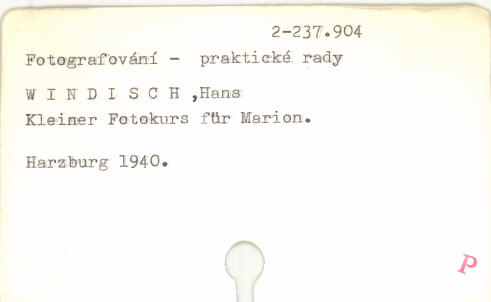 2-237.904
Fotografování - praktické rady
W I N D I S C H ,Hans
Kleiner Fotokurs für Marion.
Harzburg 1940.
P